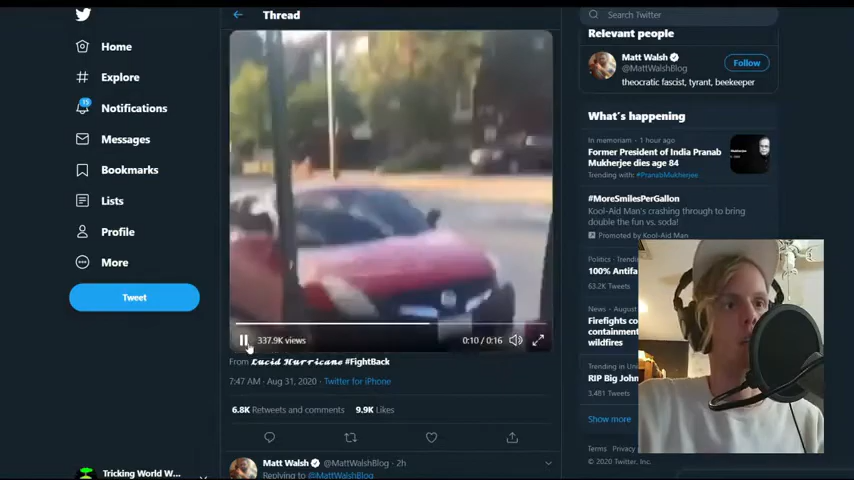 Home
Explore
15
Notifications
Messages
Bookmarks
Lists
Profile
More
Tweet
Tricking World W...
Thread
337.9K views
0:10 / 0:16
From 𝓛𝓾𝓬𝓲𝓭 𝓗𝓾𝓻𝓻𝓲𝓬𝓪𝓷𝓮 #FightBack
7:47 AM · Aug 31, 2020 · Twitter for iPhone
6.8K Retweets and comments 9.9K Likes
Matt Walsh @MattWalshBlog · 2h
Replying to @MattWalshBlog
Search Twitter
Relevant people
Matt Walsh
@MattWalshBlog
Follow
theocratic fascist, tyrant, beekeeper
What's happening
In memoriam · 1 hour ago
Former President of India Pranab
Mukherjee dies age 84
Trending with: #PranabMukherjee
#MoreSmilesPerGallon
Kool-Aid Man's crashing through to bring
double the fun vs. soda!
Promoted by Kool-Aid Man
Politics · Trending
100% Antifa
63.2K Tweets
News · August
Firefights co
containment
wildfires
Trending in
RIP Big John
3,481 Tweets
Show more
Terms Privacy
© 2020 Twitter, Inc.